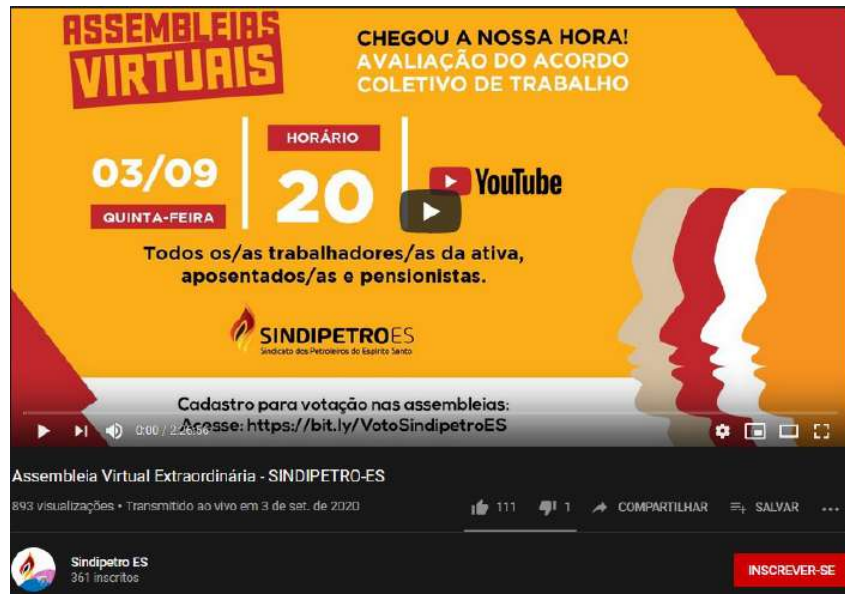 ASSEMBLEIAS
VIRTUAIS
CHEGOU A NOSSA HORA!
AVALIAÇÃO DO ACORDO
COLETIVO DE TRABALHO
03/09
QUINTA-FEIRA
HORÁRIO
20
YouTube
Todos os/as trabalhadores/as da ativa,
aposentados/as e pensionistas.
SINDIPETROES
Sindicato dos Petroleiros do Espírito Santo
Cadastro para votação nas assembleias:
Acesse: https://bit.ly/VotoSindipetroES
0:00 / 2:26:56
Assembleia Virtual Extraordinária - SINDIPETRO-ES
893 visualizações • Transmitido ao vivo em 3 de set. de 2020
111 1 COMPARTILHAR SALVAR
Sindipetro ES
361 inscritos
INSCREVER-SE